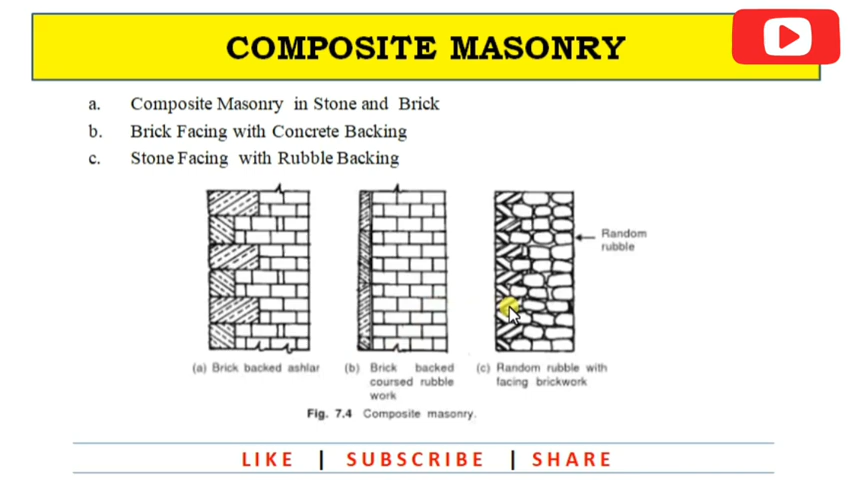 COMPOSITE MASONRY
a. Composite Masonry in Stone and Brick
b. Brick Facing with Concrete Backing
c. Stone Facing with Rubble Backing
Random
rubble
(a) Brick backed ashlar
(b) Brick backed
coursed rubble
work
(c) Random rubble with
facing brickwork
Fig. 7.4 Composite masonry.
LIKE | SUBSCRIBE | SHARE